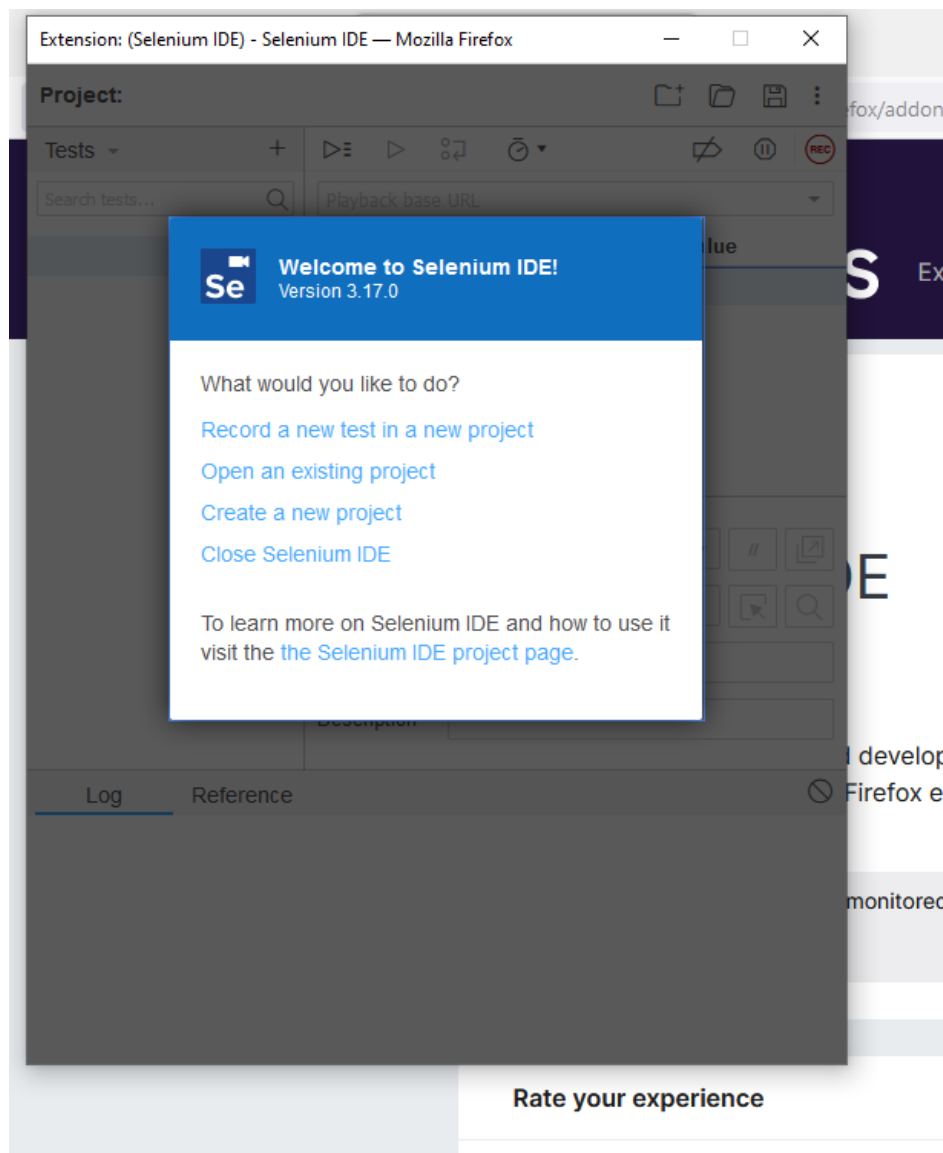 Extension: (Selenium IDE) - Selenium IDE — Mozilla Firefox
Project:
efox/addon
Tests
REC
Search tests...
Playback base URL
lue
S
Ex
Se
Welcome to Selenium IDE!
Version 3.17.0
What would you like to do?
Record a new test in a new project
Open an existing project
Create a new project
Close Selenium IDE
//
DE
To learn more on Selenium IDE and how to use it
visit the the Selenium IDE project page.
Description
d develop
Log
Reference
Firefox e
monitored
Rate your experience